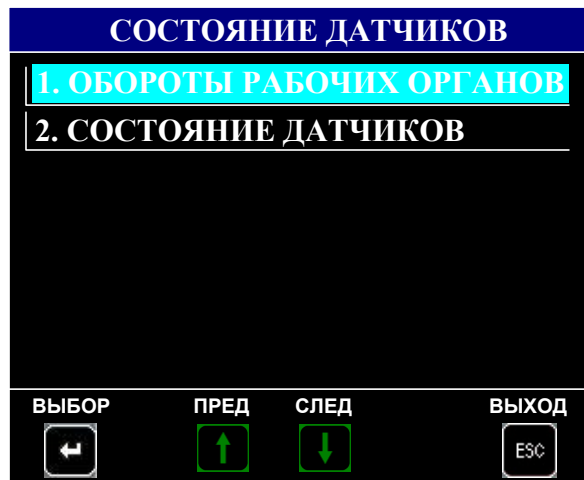 СОСТОЯНИЕ ДАТЧИКОВ
1. ОБОРОТЫ РАБОЧИХ ОРГАНОВ
2. СОСТОЯНИЕ ДАТЧИКОВ
ВЫБОР ПРЕД СЛЕД ВЫХОД
ESC